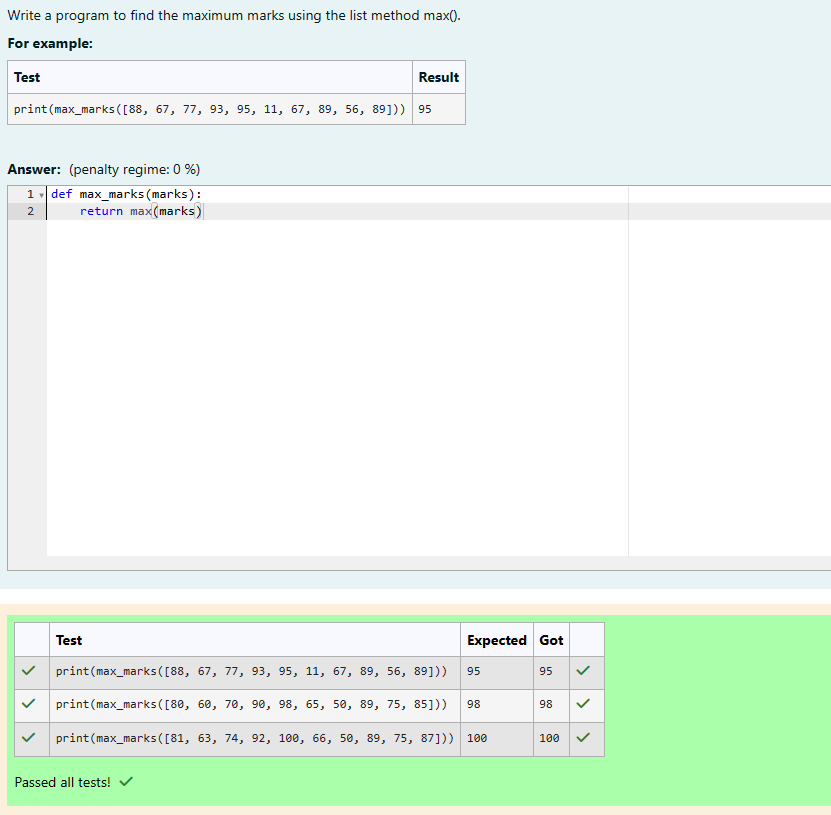 Write a program to find the maximum marks using the list method max().
For example:
Test Result
print(max_marks([88, 67, 77, 93, 95, 11, 67, 89, 56, 89])) 95
Answer: (penalty regime: 0 %)
1 def max_marks(marks):
2 return max(marks)
Test Expected Got
print(max_marks([88, 67, 77, 93, 95, 11, 67, 89, 56, 89])) 95 95
print(max_marks([80, 60, 70, 90, 98, 65, 50, 89, 75, 85])) 98 98
print(max_marks([81, 63, 74, 92, 100, 66, 50, 89, 75, 87])) 100 100
Passed all tests!